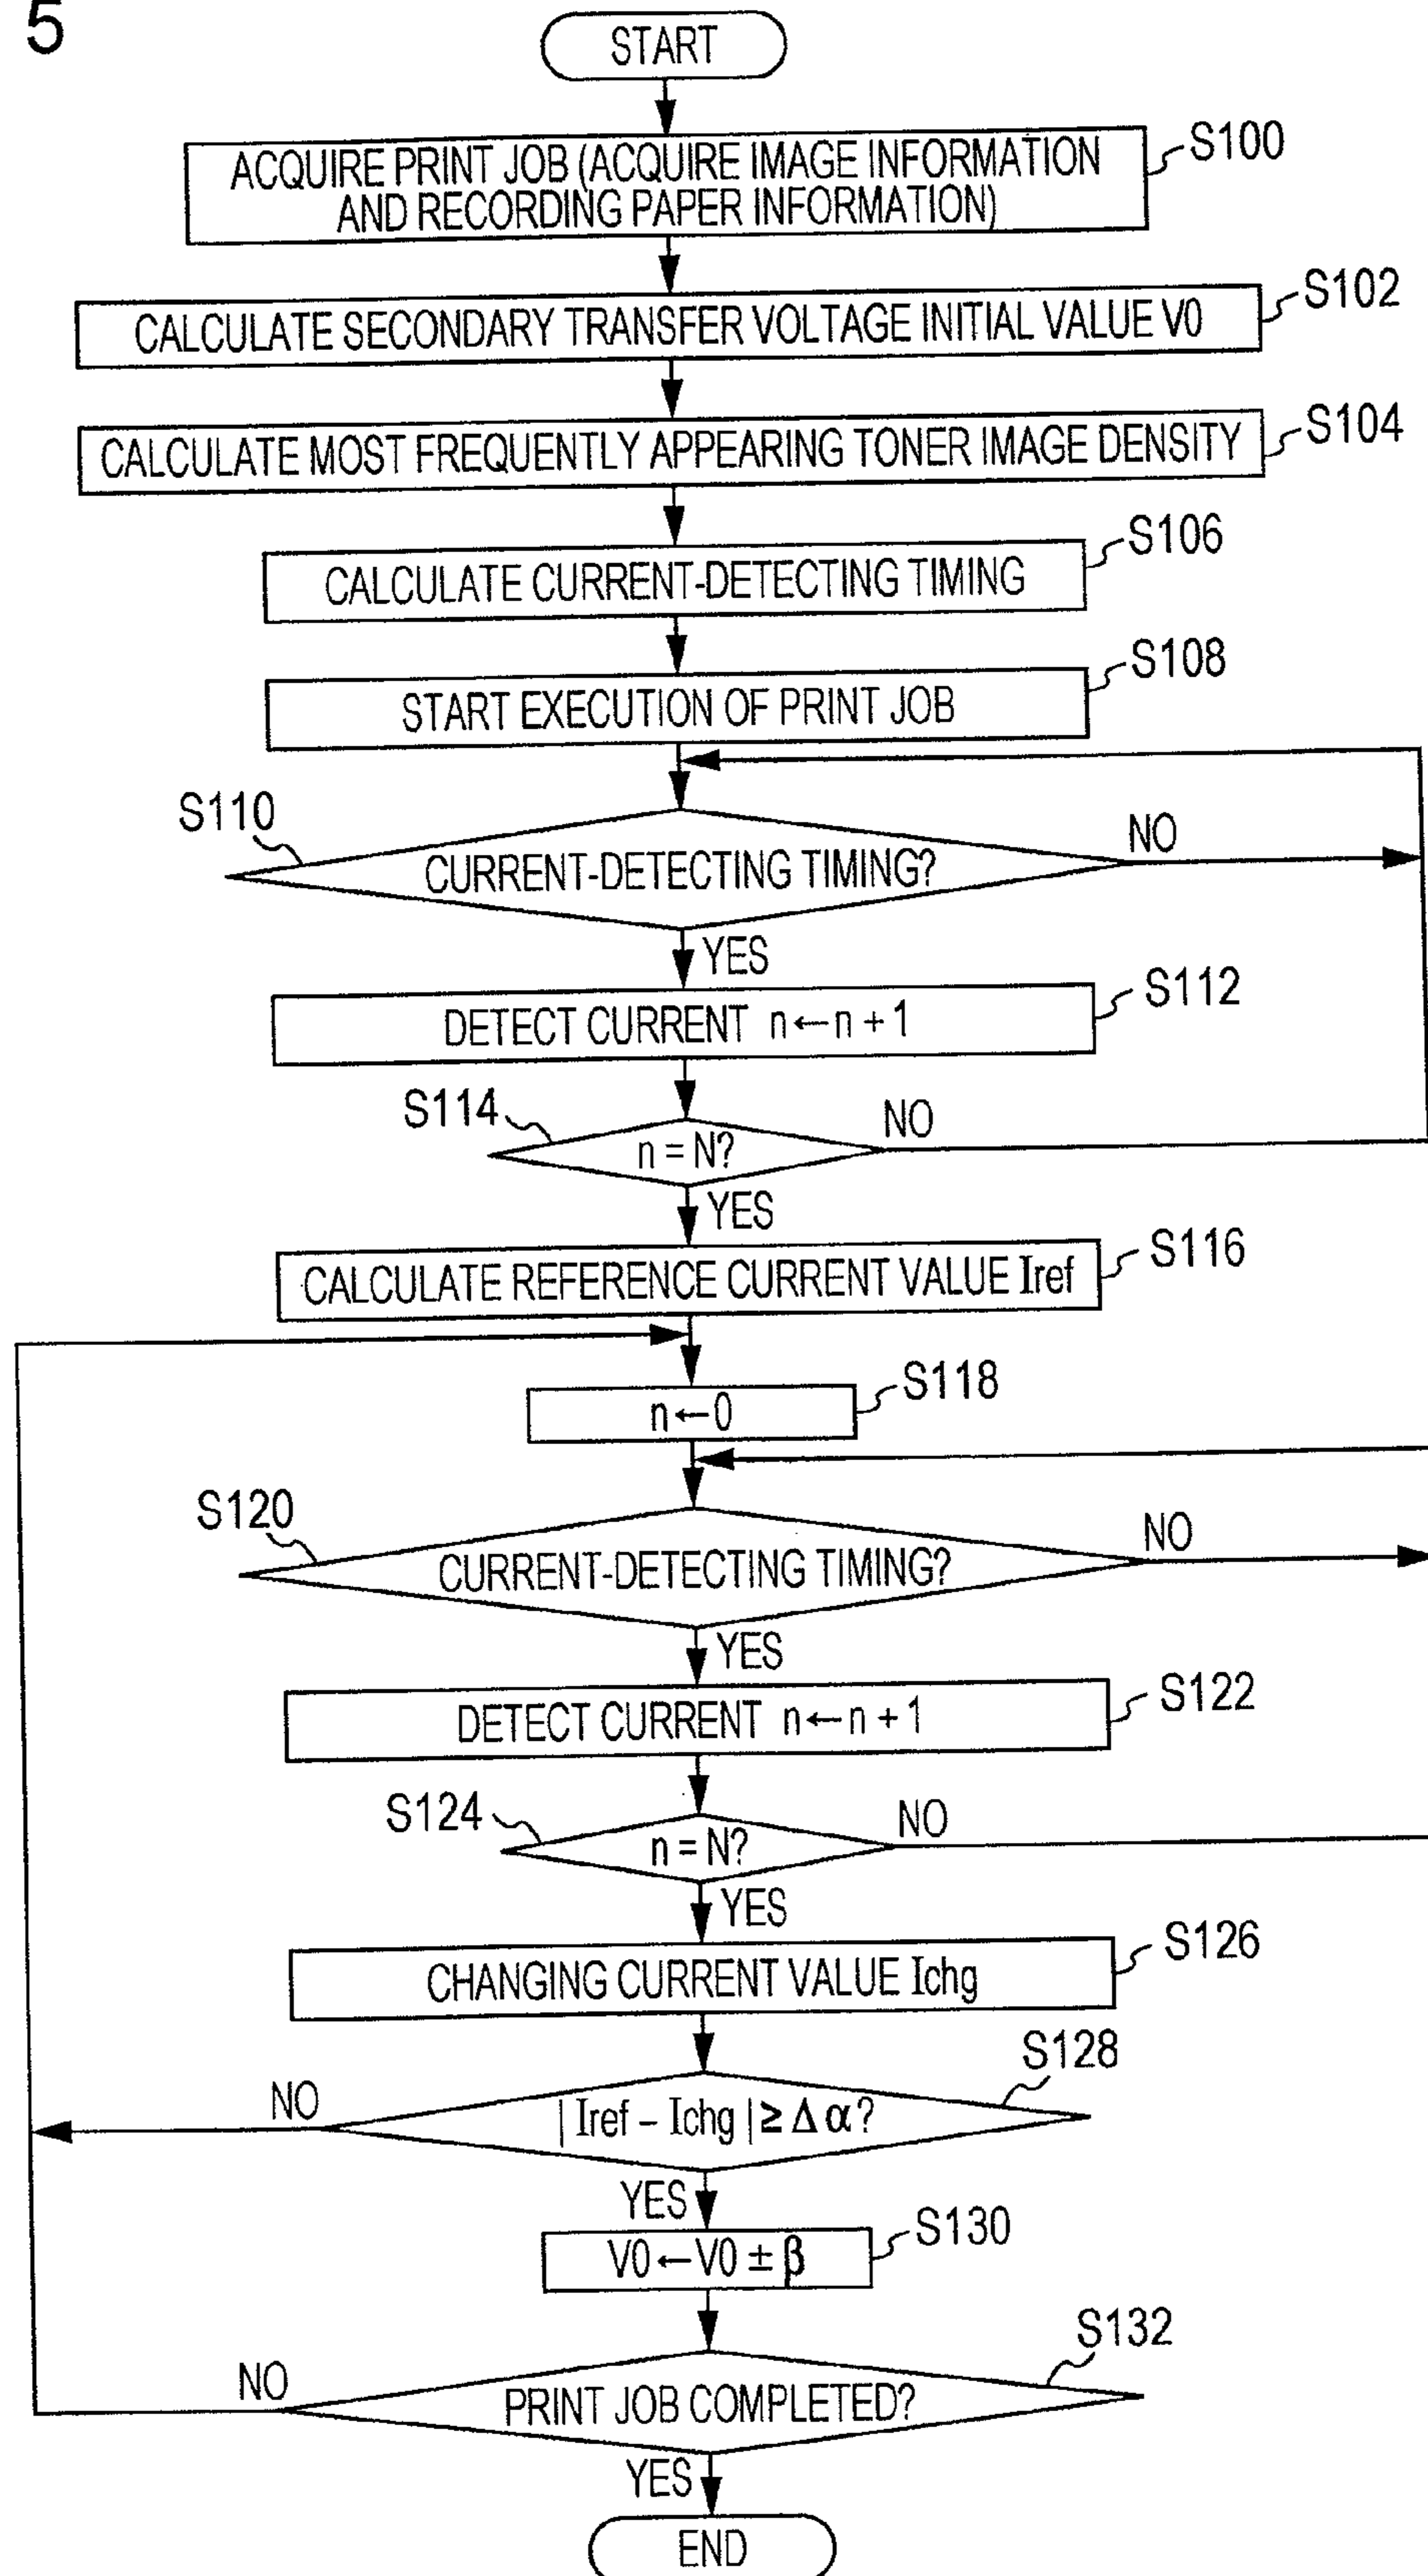 5
START
ACQUIRE PRINT JOB (ACQUIRE IMAGE INFORMATION
AND RECORDING PAPER INFORMATION)
S100
CALCULATE SECONDARY TRANSFER VOLTAGE INITIAL VALUE V0
S102
CALCULATE MOST FREQUENTLY APPEARING TONER IMAGE DENSITY
S104
CALCULATE CURRENT-DETECTING TIMING
S106
START EXECUTION OF PRINT JOB
S108
S110
CURRENT-DETECTING TIMING?
NO
YES
DETECT CURRENT n←n + 1
S112
S114
n = N?
NO
YES
CALCULATE REFERENCE CURRENT VALUE Iref
S116
n←0
S118
S120
CURRENT-DETECTING TIMING?
NO
YES
DETECT CURRENT n←n + 1
S122
S124
n = N?
NO
YES
CHANGING CURRENT VALUE Ichg
S126
S128
NO
| Iref – Ichg | ≥ Δ α?
YES
V0←V0 ± β
S130
S132
NO
PRINT JOB COMPLETED?
YES
END